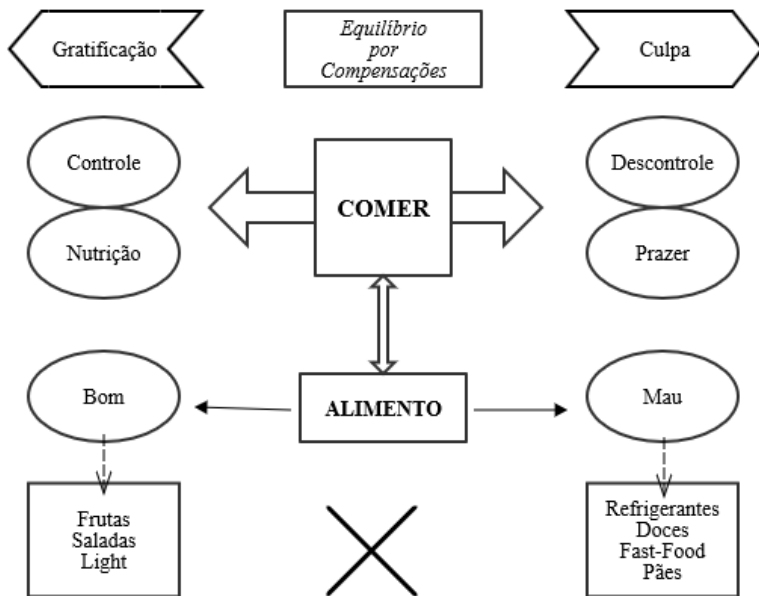 Gratificação
Equilíbrio
por
Compensações
Culpa
Controle
Descontrole
COMER
Nutrição
Prazer
Bom
ALIMENTO
Mau
Frutas
Saladas
Light
Refrigerantes
Doces
Fast-Food
Pães